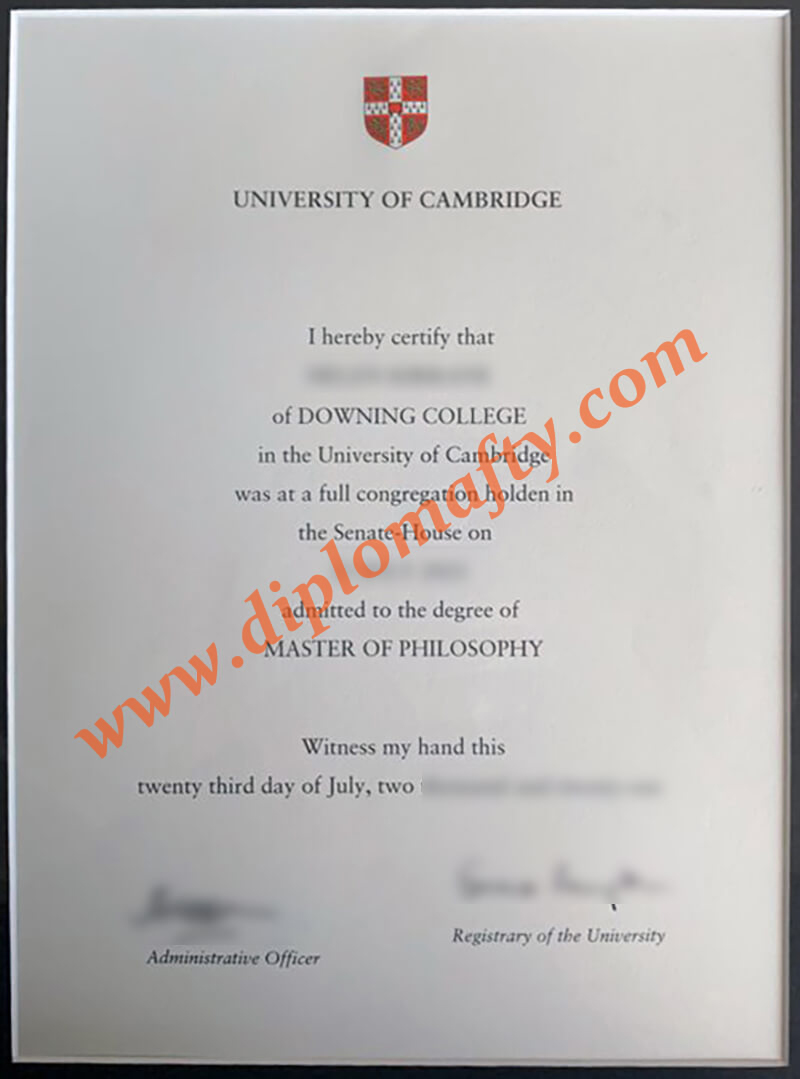 UNIVERSITY OF CAMBRIDGE
I hereby certify that
of DOWNING COLLEGE
in the University of Cambridge
was at a full congregation holden in
the Senate-House on
admitted to the degree of
MASTER OF PHILOSOPHY
www.diplomafty.com
Witness my hand this
twenty third day of July, two
Administrative Officer
Registrary of the University